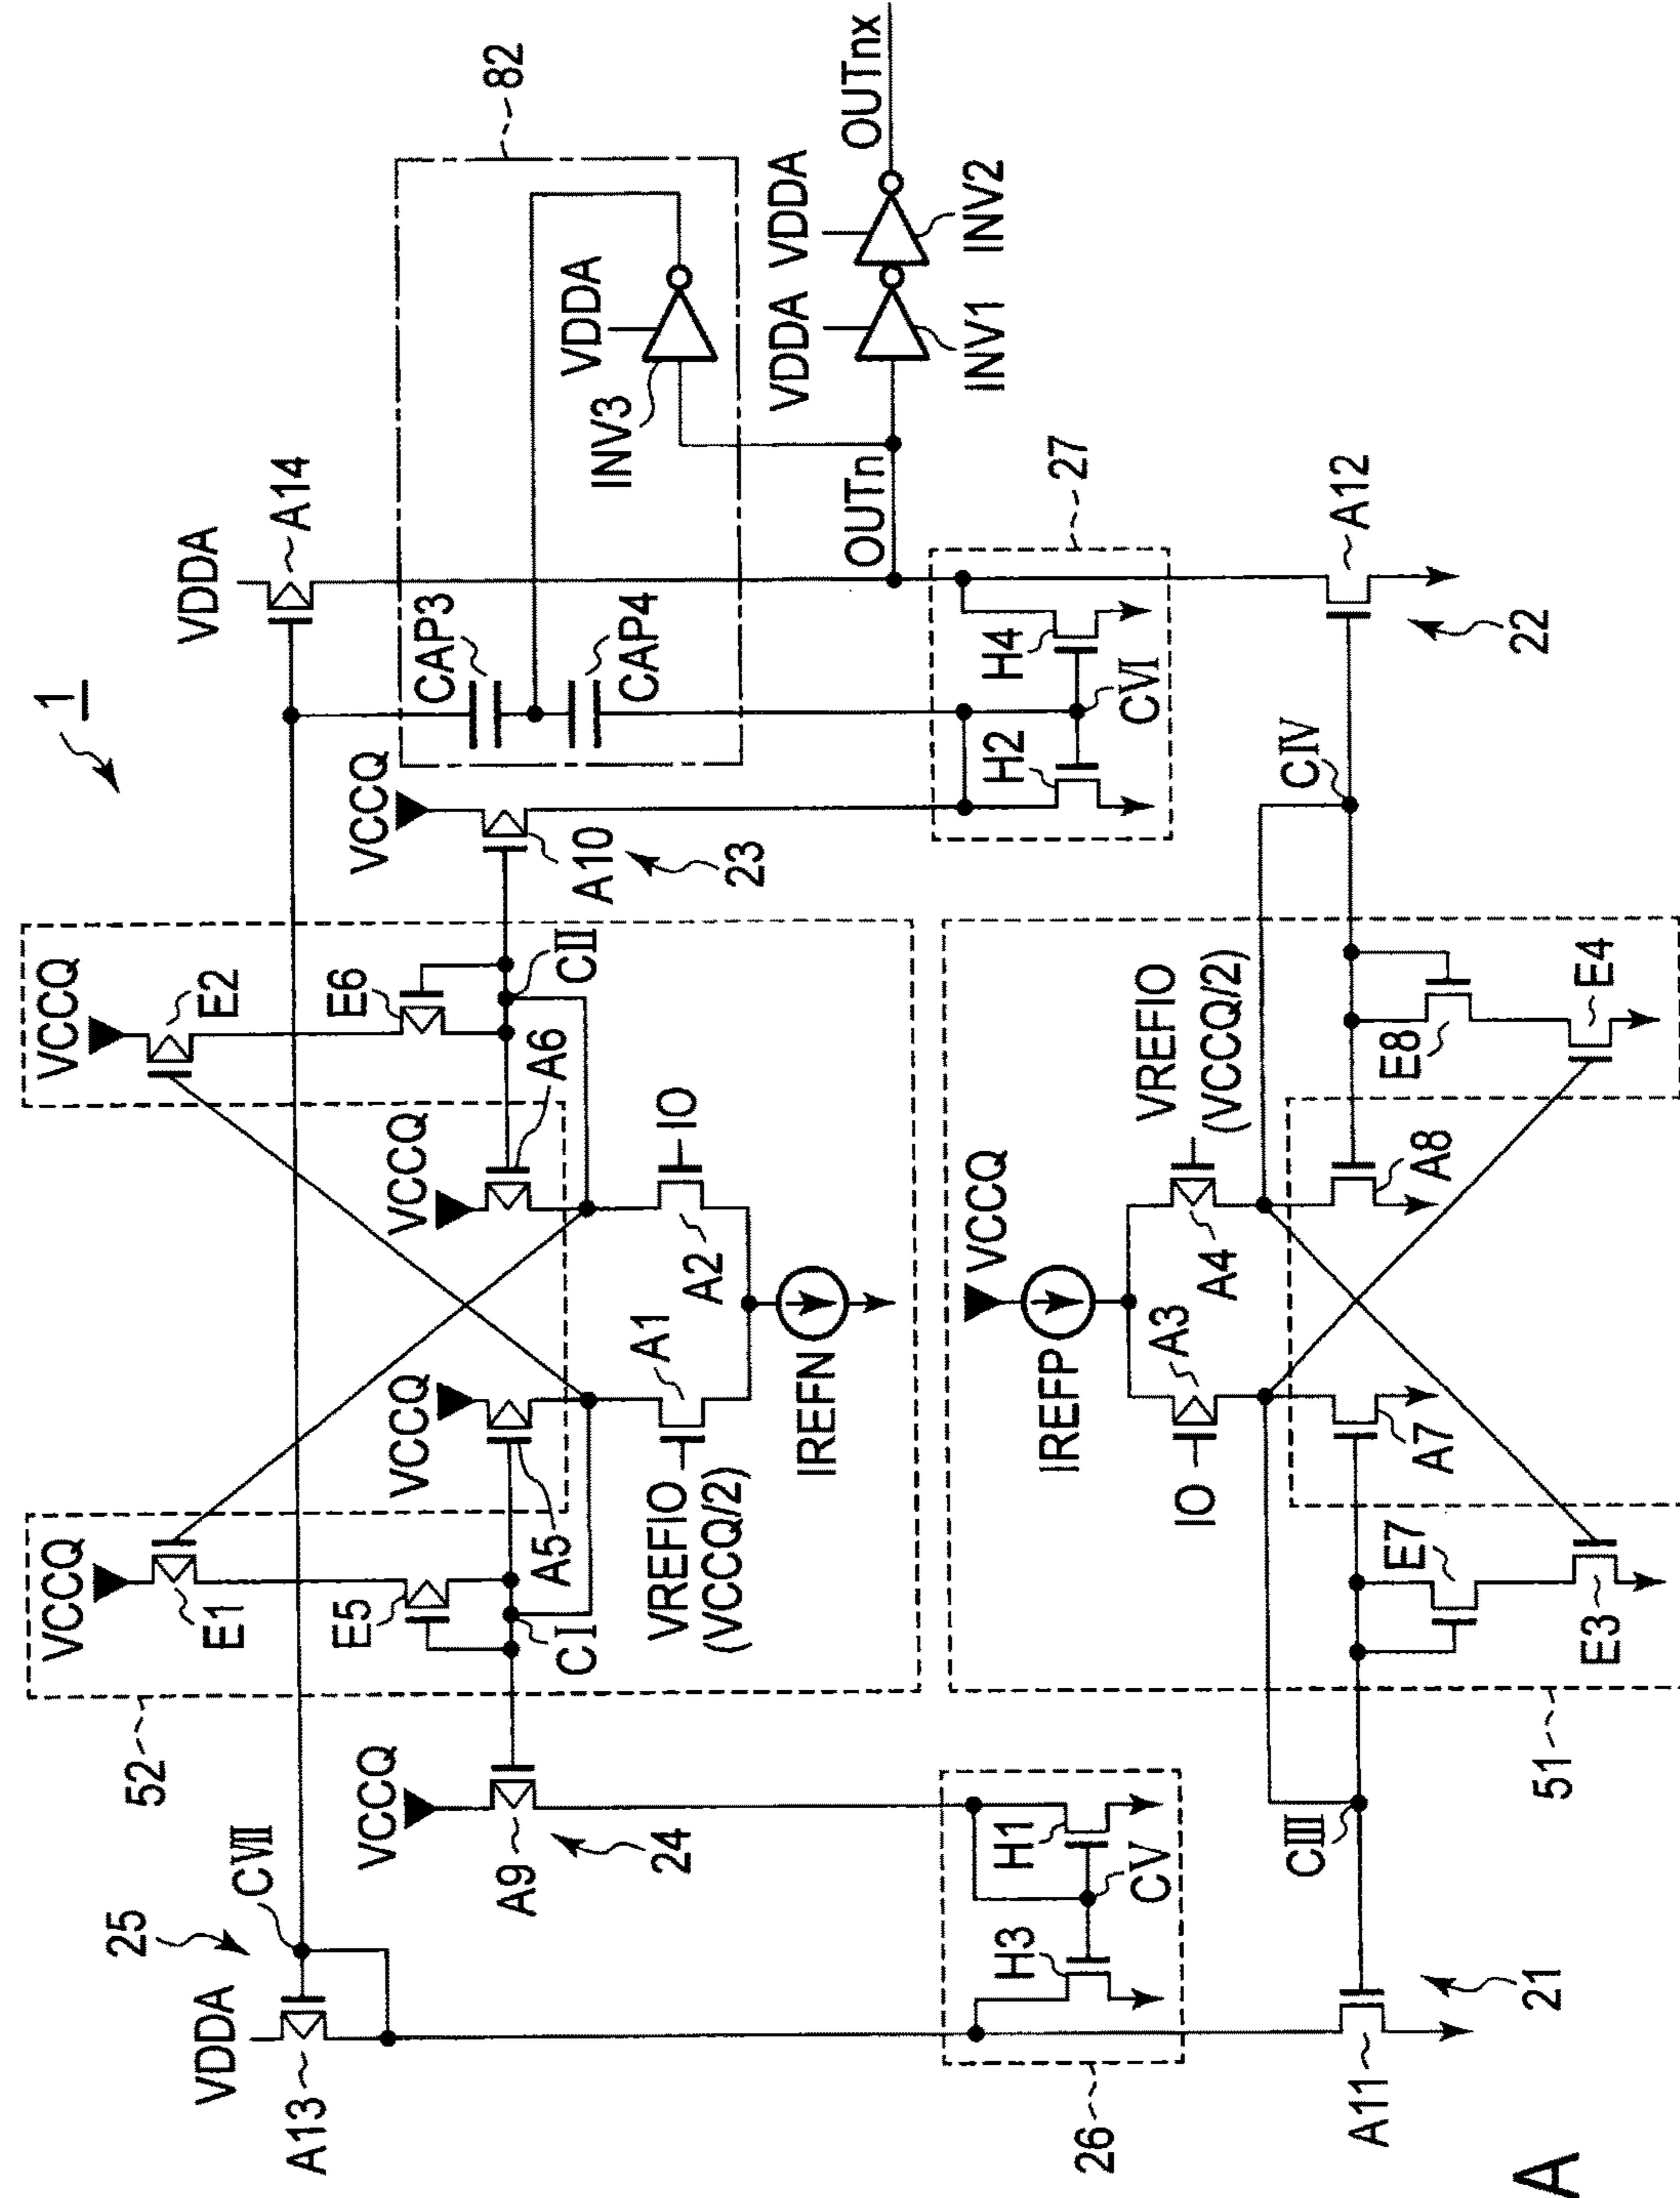 1
VDDA
A13
25
CⅦ
VCCQ
A9
24
52
VCCQ
E1
E5
CⅠ
A5
VCCQ
VREFIO
(VCCQ/2)
A1
IREFN
A2
IO
VCCQ
A6
VCCQ
E2
E6
CⅡ
VCCQ
A10
23
VDDA
A14
CAP3
CAP4
82
VDDA
INV3
OUTn
VDDA
INV1
VDDA
INV2
OUTnx
26
H3
H1
CⅤ
A11
21
CⅢ
51
VCCQ
IREFP
IO
A3
A4
VREFIO
(VCCQ/2)
A7
A8
E7
E3
E8
E4
CⅣ
H2
H4
CⅥ
27
A12
22
A